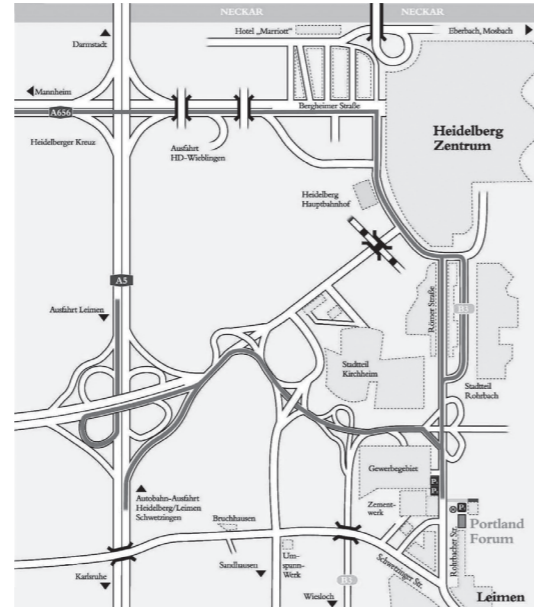 NECKAR
NECKAR
Hotel „Marriott"
Eberbach, Mosbach
Darmstadt
Mannheim
A656
Bergheimer Straße
Heidelberger Kreuz
Ausfahrt
HD-Wieblingen
Heidelberg
Zentrum
Heidelberg
Hauptbahnhof
A5
Ausfahrt Leimen
Römer Straße
B3
Stadtteil
Kirchheim
Stadtteil
Rohrbach
Gewerbegebiet
P
P
Autobahn-Ausfahrt
Heidelberg/Leimen
Schwetzingen
Bruchhausen
Zement-
werk
P
Portland
Forum
Rohrbacher Str.
Um-
spann-
Werk
Sandhausen
Schwetzinger Str.
Karlsruhe
B3
Wiesloch
Leimen